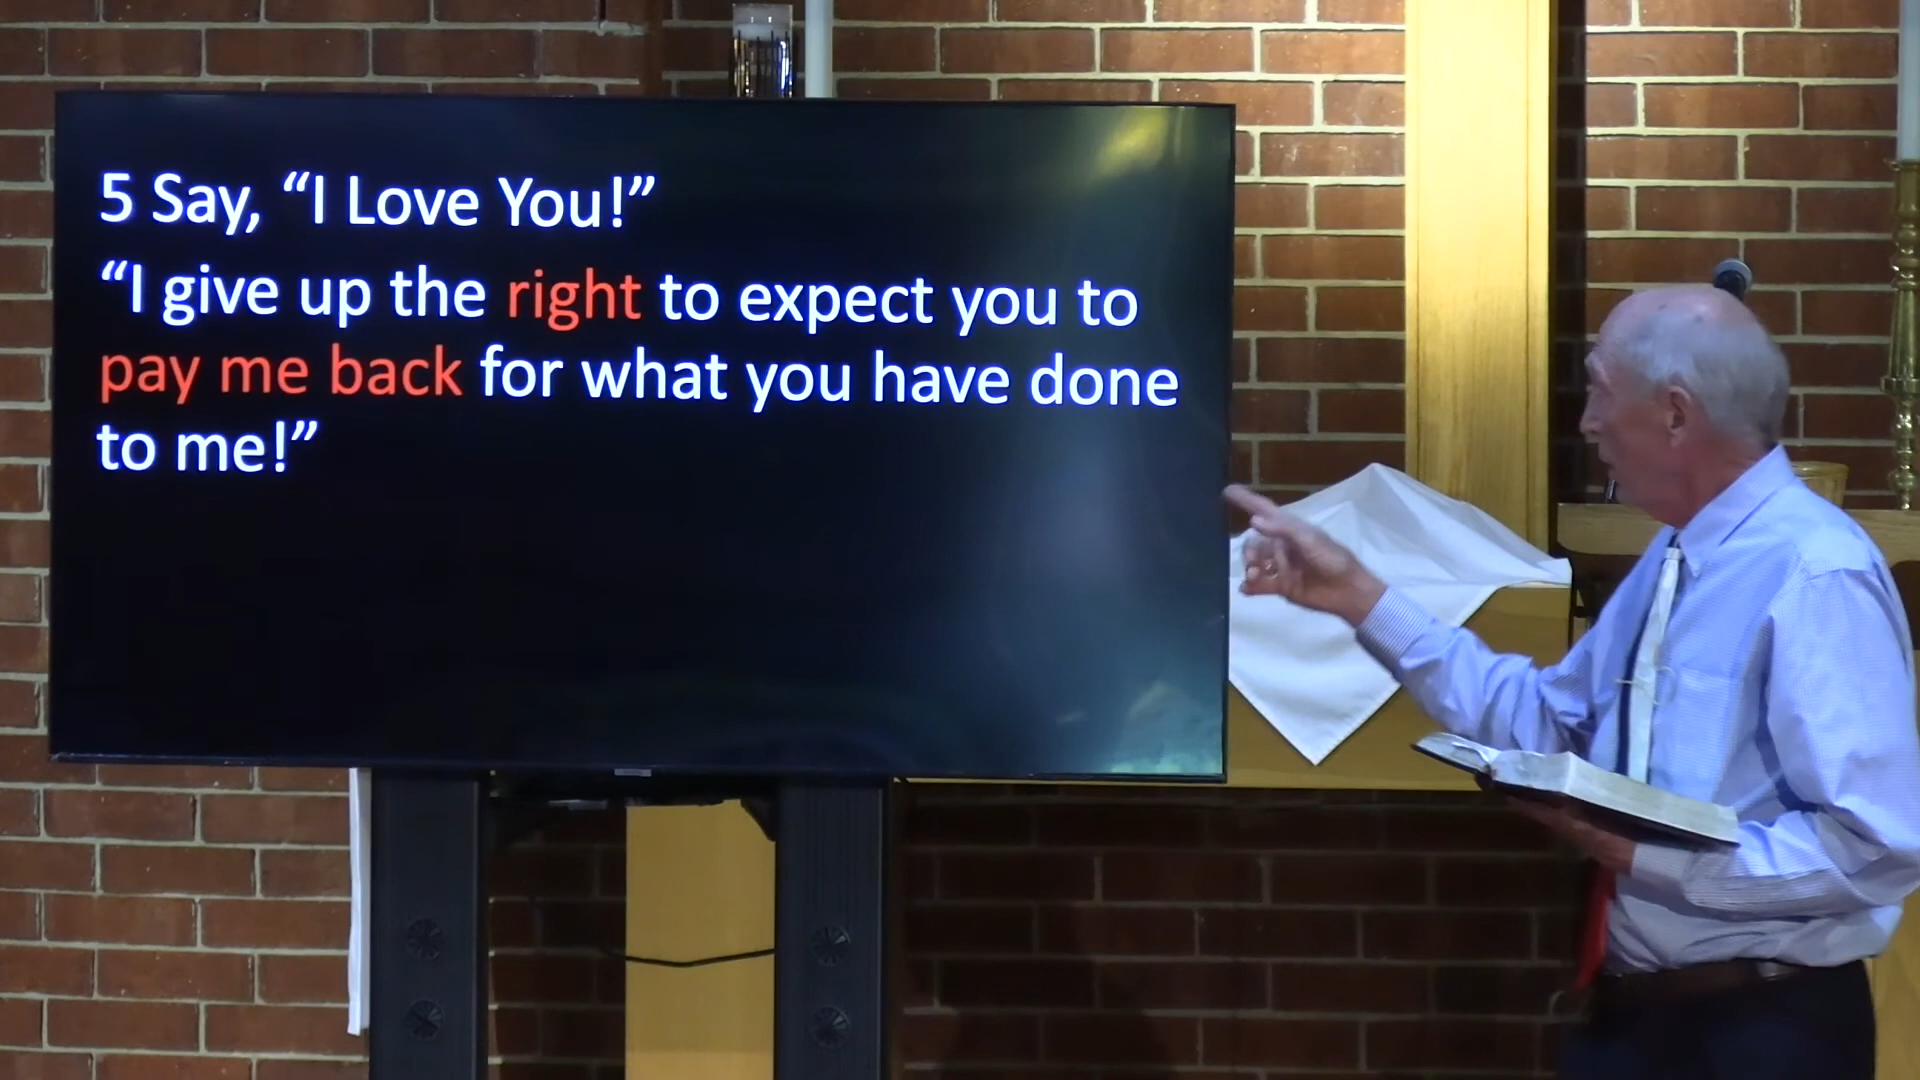 5 Say, “I Love You!”
“I give up the right to expect you to
pay me back for what you have done
to me!”